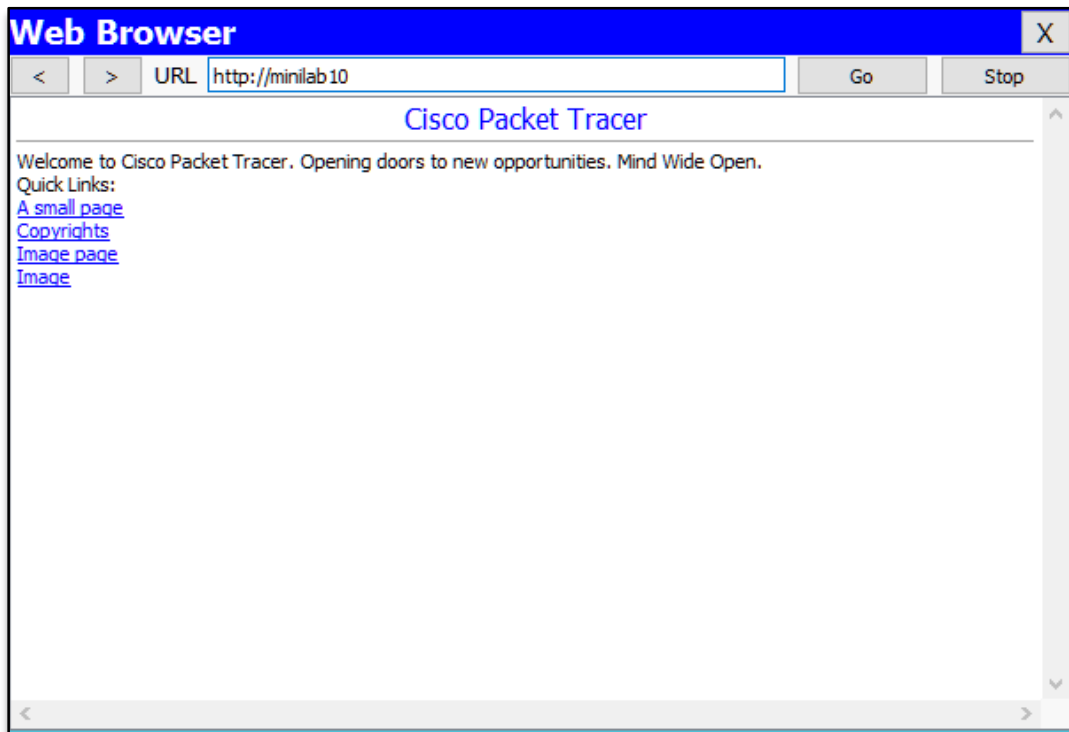 Web Browser X
< > URL http://minilab10 Go Stop
Cisco Packet Tracer
Welcome to Cisco Packet Tracer. Opening doors to new opportunities. Mind Wide Open.
Quick Links:
A small page
Copyrights
Image page
Image